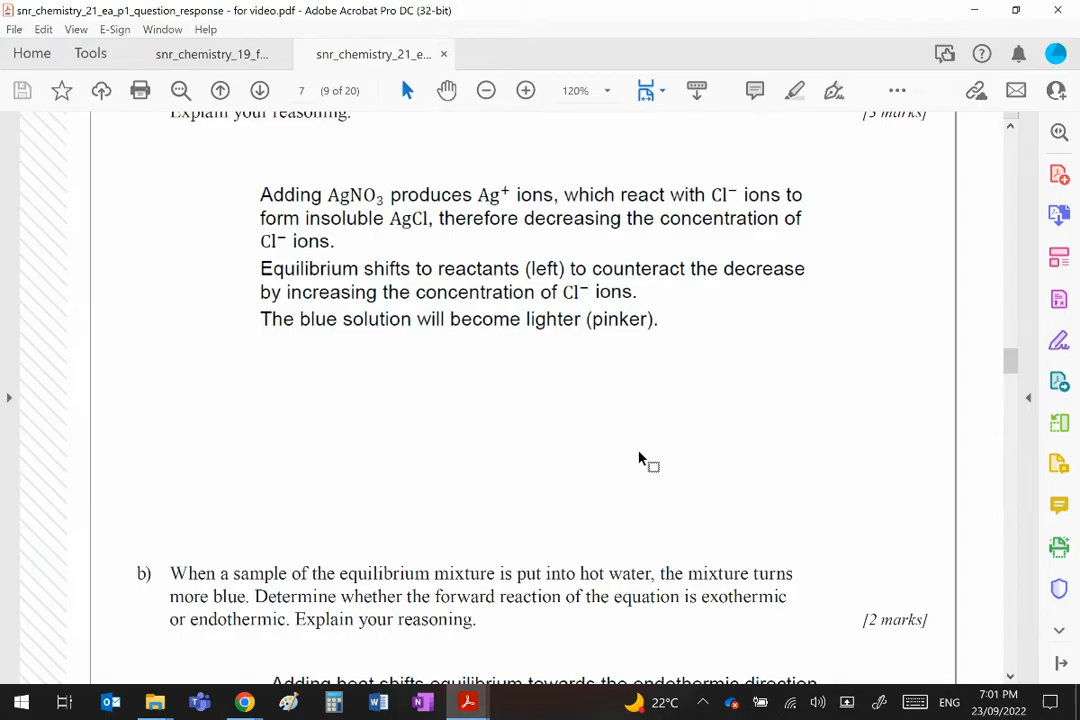 snr_chemistry_21_ea_p1_question_response - for video.pdf - Adobe Acrobat Pro DC (32-bit)
File Edit View E-Sign Window Help
Home Tools snr_chemistry_19_f... snr_chemistry_21_e... ×
7 (9 of 20) 120%
Explain your reasoning. [3 marks]
Adding AgNO₃ produces Ag⁺ ions, which react with Cl⁻ ions to
form insoluble AgCl, therefore decreasing the concentration of
Cl⁻ ions.
Equilibrium shifts to reactants (left) to counteract the decrease
by increasing the concentration of Cl⁻ ions.
The blue solution will become lighter (pinker).
b) When a sample of the equilibrium mixture is put into hot water, the mixture turns
more blue. Determine whether the forward reaction of the equation is exothermic
or endothermic. Explain your reasoning. [2 marks]
Adding heat shifts equilibrium towards the endothermic direction
22°C ENG 7:01 PM
23/09/2022